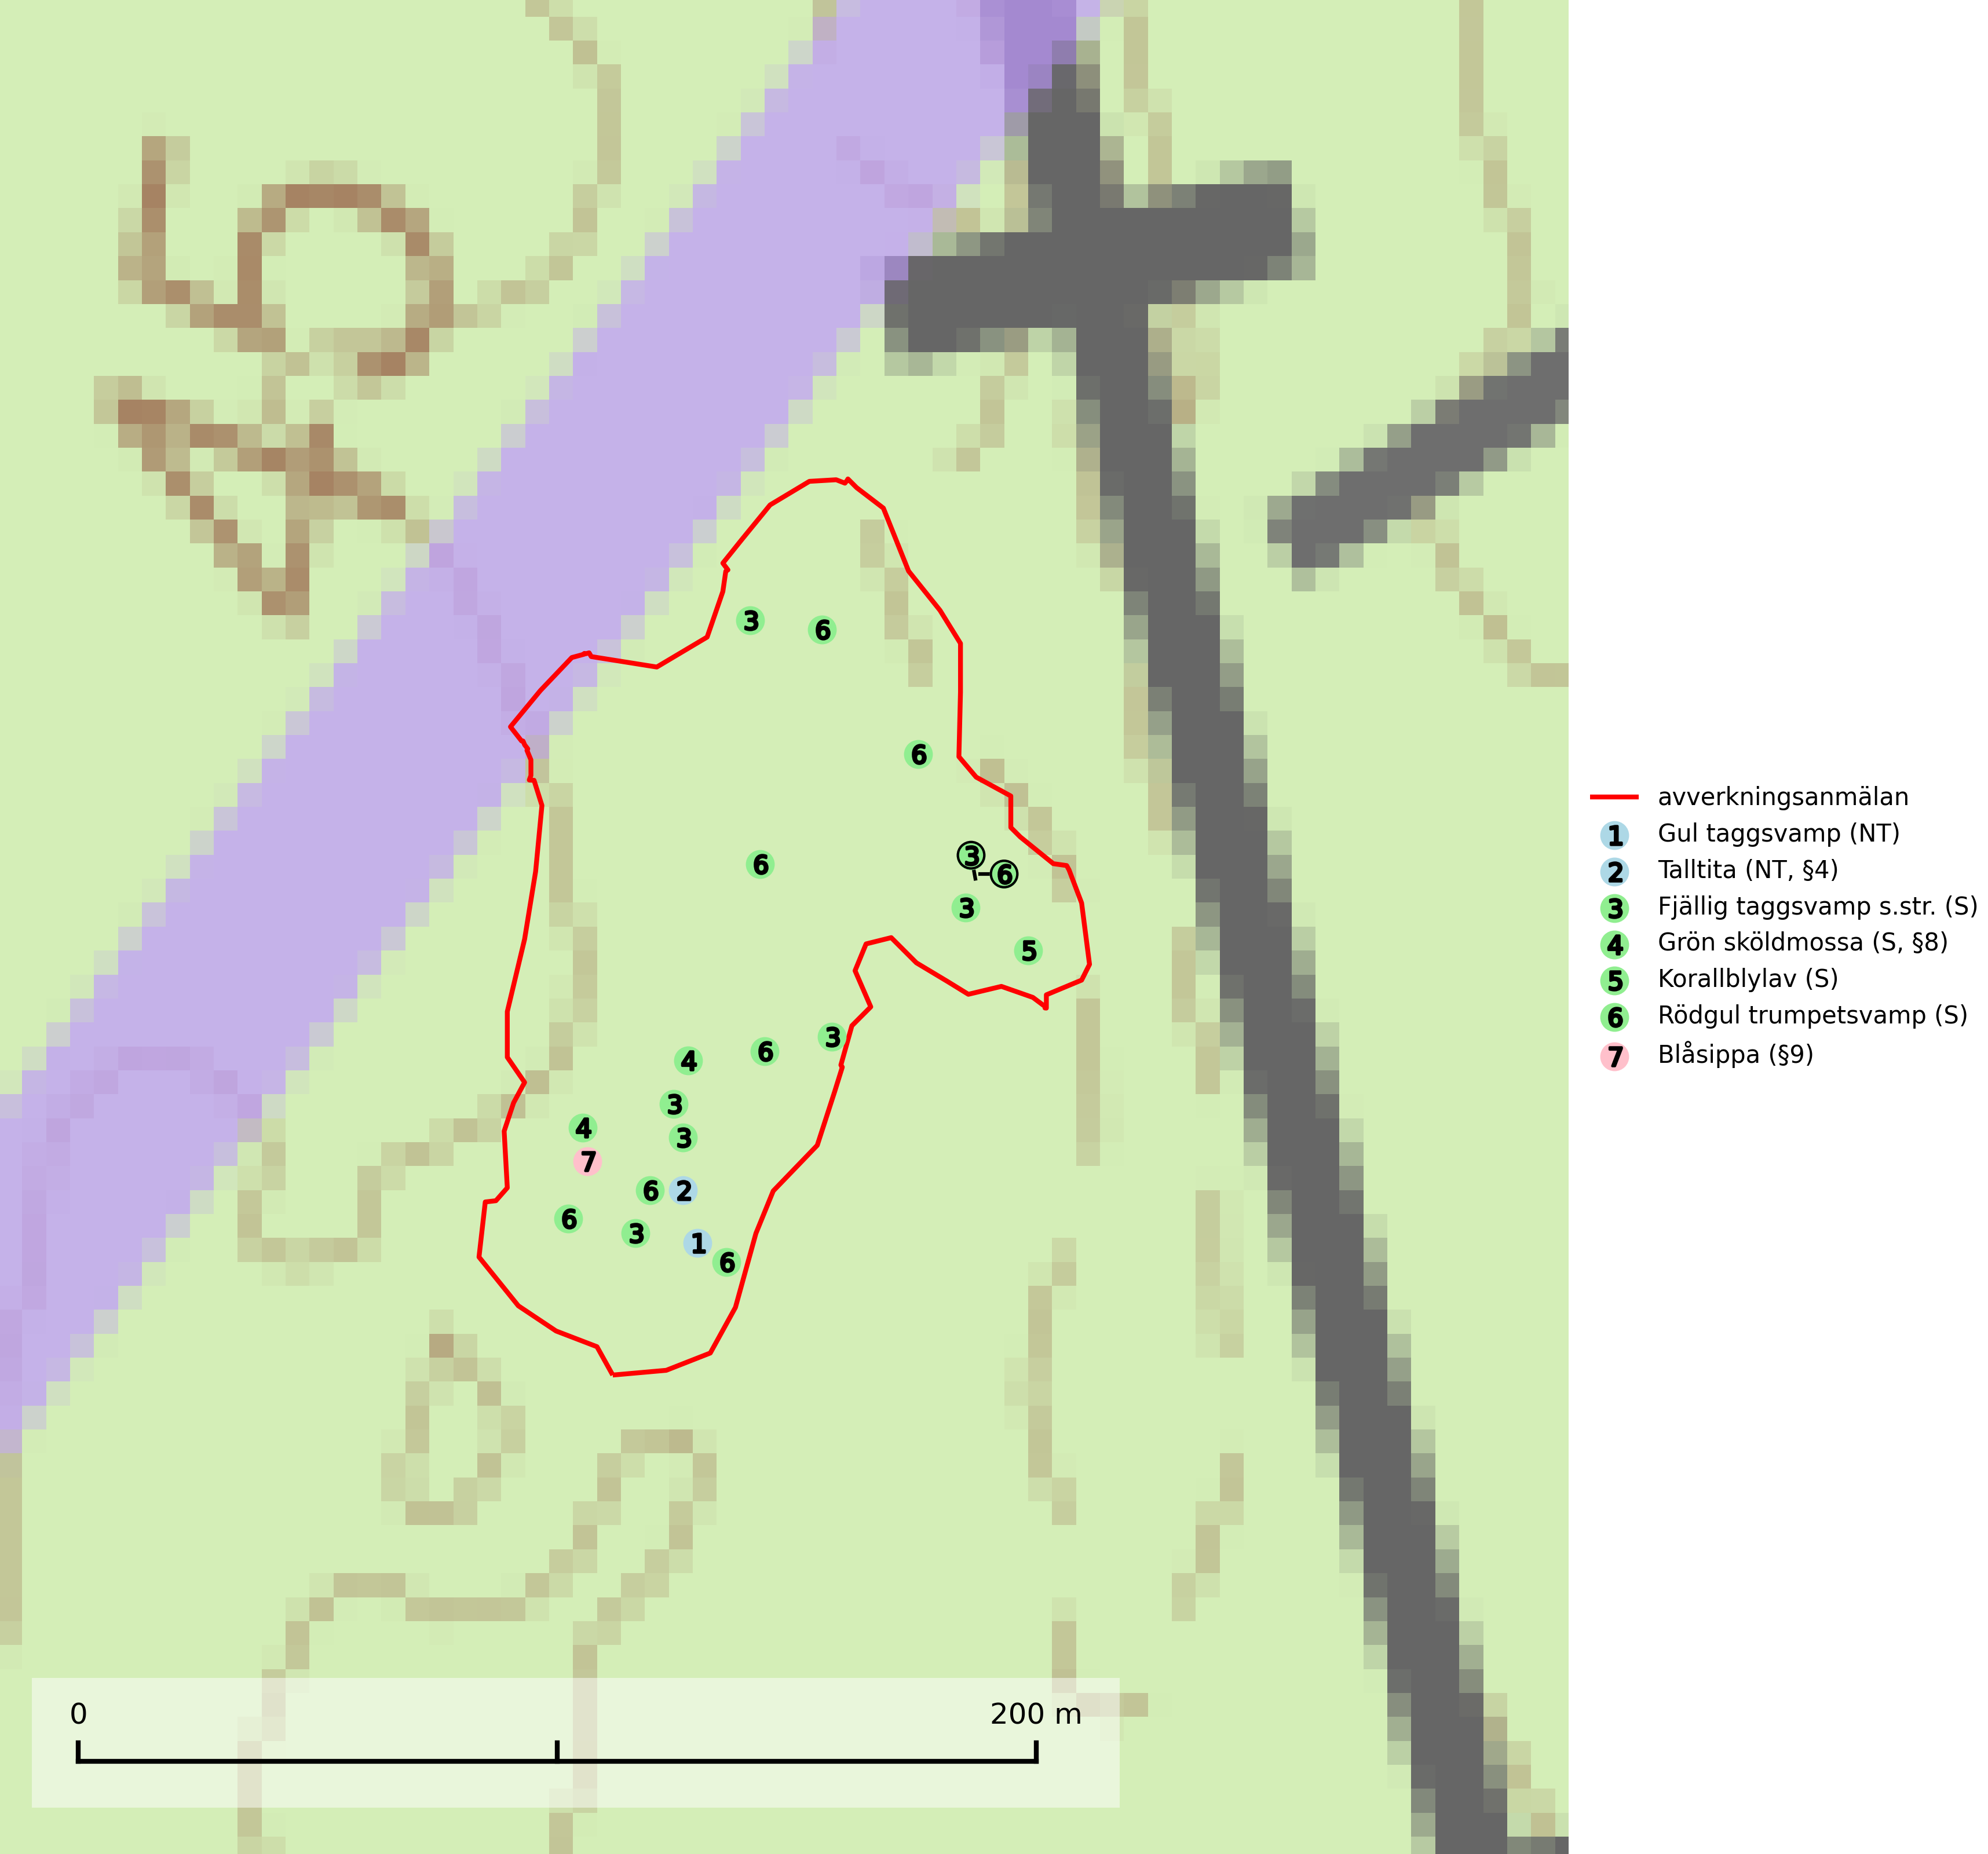 3
6
6
6
3
6
3
5
3
6
4
3
4
3
7
6
2
6
3
1
6
avverkningsanmälan
1 Gul taggsvamp (NT)
2 Talltita (NT, §4)
3 Fjällig taggsvamp s.str. (S)
4 Grön sköldmossa (S, §8)
5 Korallblylav (S)
6 Rödgul trumpetsvamp (S)
7 Blåsippa (§9)
0 200 m